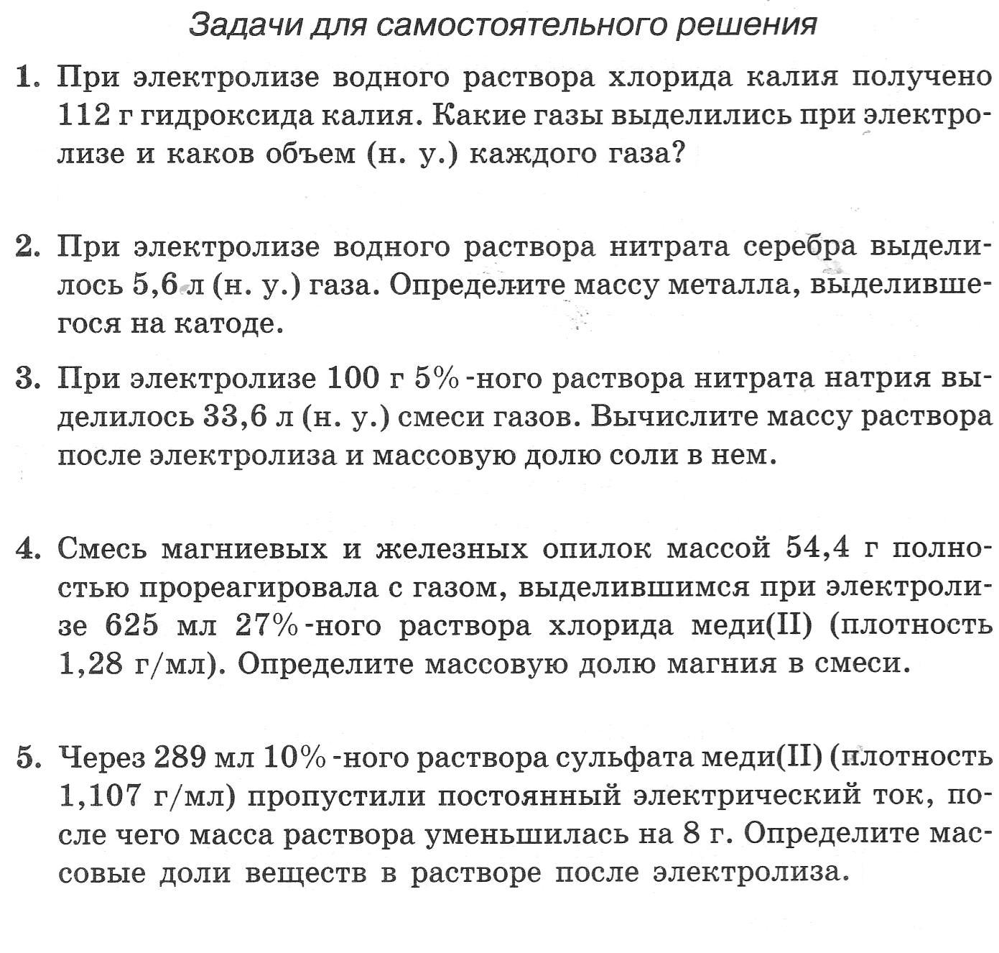 Задачи для самостоятельного решения
1. При электролизе водного раствора хлорида калия получено
112 г гидроксида калия. Какие газы выделились при электро-
лизе и каков объем (н. у.) каждого газа?
2. При электролизе водного раствора нитрата серебра выдели-
лось 5,6 л (н. у.) газа. Определите массу металла, выделивше-
гося на катоде.
3. При электролизе 100 г 5%-ного раствора нитрата натрия вы-
делилось 33,6 л (н. у.) смеси газов. Вычислите массу раствора
после электролиза и массовую долю соли в нем.
4. Смесь магниевых и железных опилок массой 54,4 г полно-
стью прореагировала с газом, выделившимся при электроли-
зе 625 мл 27%-ного раствора хлорида меди(II) (плотность
1,28 г/мл). Определите массовую долю магния в смеси.
5. Через 289 мл 10%-ного раствора сульфата меди(II) (плотность
1,107 г/мл) пропустили постоянный электрический ток, по-
сле чего масса раствора уменьшилась на 8 г. Определите мас-
совые доли веществ в растворе после электролиза.